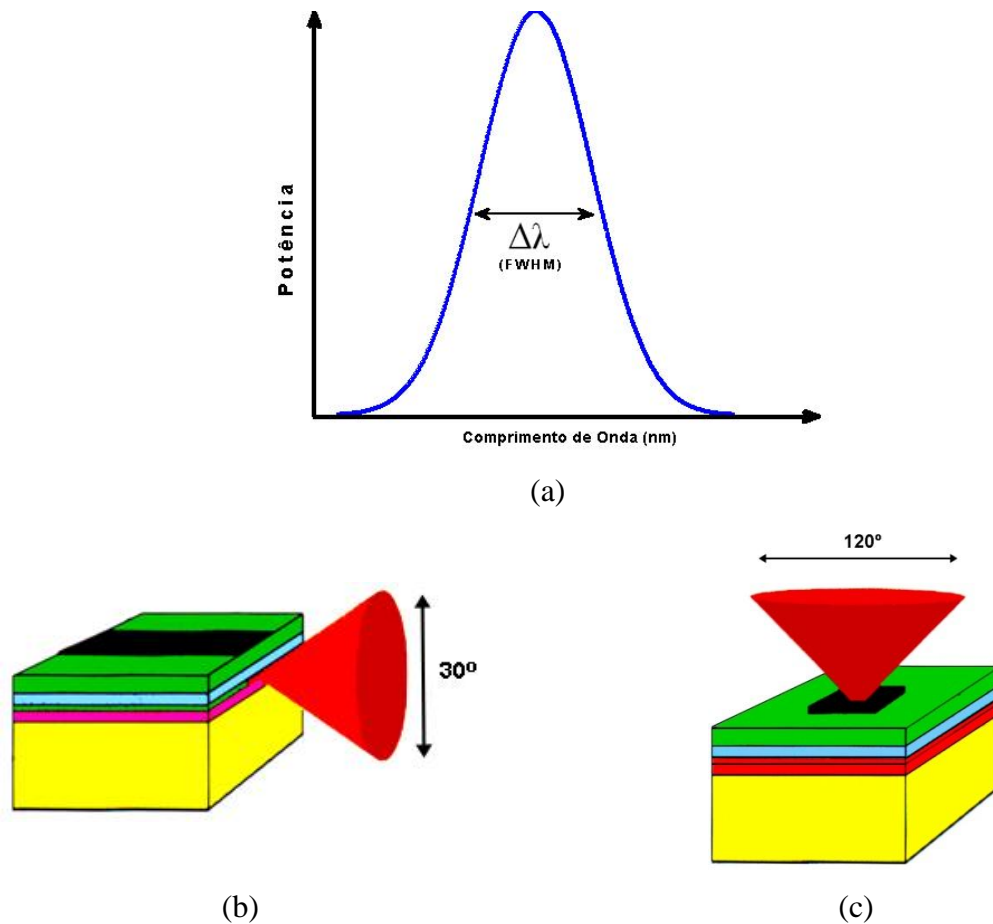 Potência
Δλ
(FWHM)
Comprimento de Onda (nm)
(a)
120º
30º
(b)
(c)